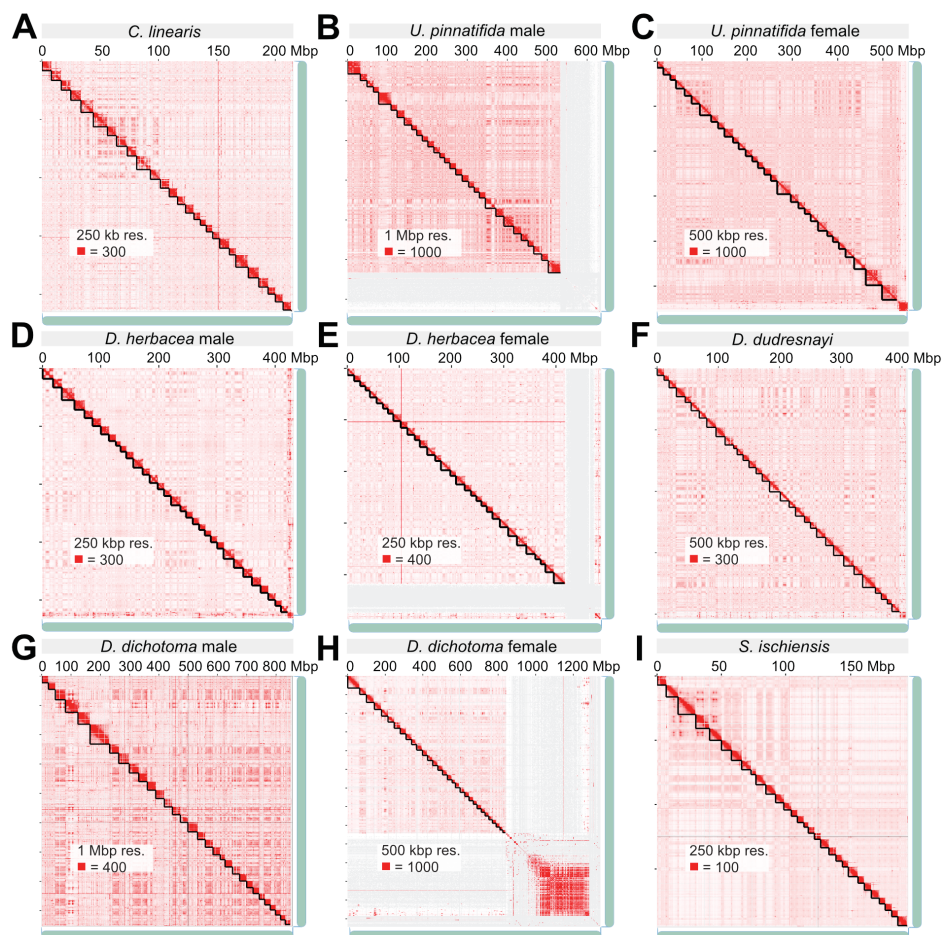 A C. linearis
0 50 100 150 200 Mbp
250 kb res.
= 300
B U. pinnatifida male
0 100 200 300 400 500 600 Mbp
1 Mbp res.
= 1000
C U. pinnatifida female
0 100 200 300 400 500 Mbp
500 kbp res.
= 1000
D D. herbacea male
0 100 200 300 400 Mbp
250 kbp res.
= 300
E D. herbacea female
0 100 200 300 400 Mbp
250 kbp res.
= 400
F D. dudresnayi
0 100 200 300 400 Mbp
500 kbp res.
= 300
G D. dichotoma male
0 100 200 300 400 500 600 700 800 Mbp
1 Mbp res.
= 400
H D. dichotoma female
0 200 400 600 800 1000 1200 Mbp
500 kbp res.
= 1000
I S. ischiensis
0 50 100 150 Mbp
250 kbp res.
= 100